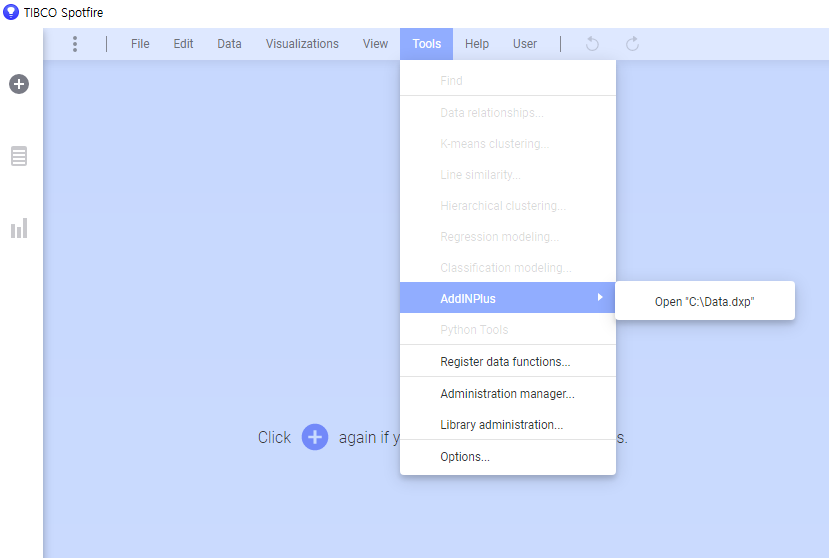 TIBCO Spotfire
File Edit Data Visualizations View Tools Help User
Find
Data relationships...
K-means clustering...
Line similarity...
Hierarchical clustering...
Regression modeling...
Classification modeling...
AddINPlus
Open "C:\Data.dxp"
Python Tools
Register data functions...
Administration manager...
Library administration...
Click again if
Options...